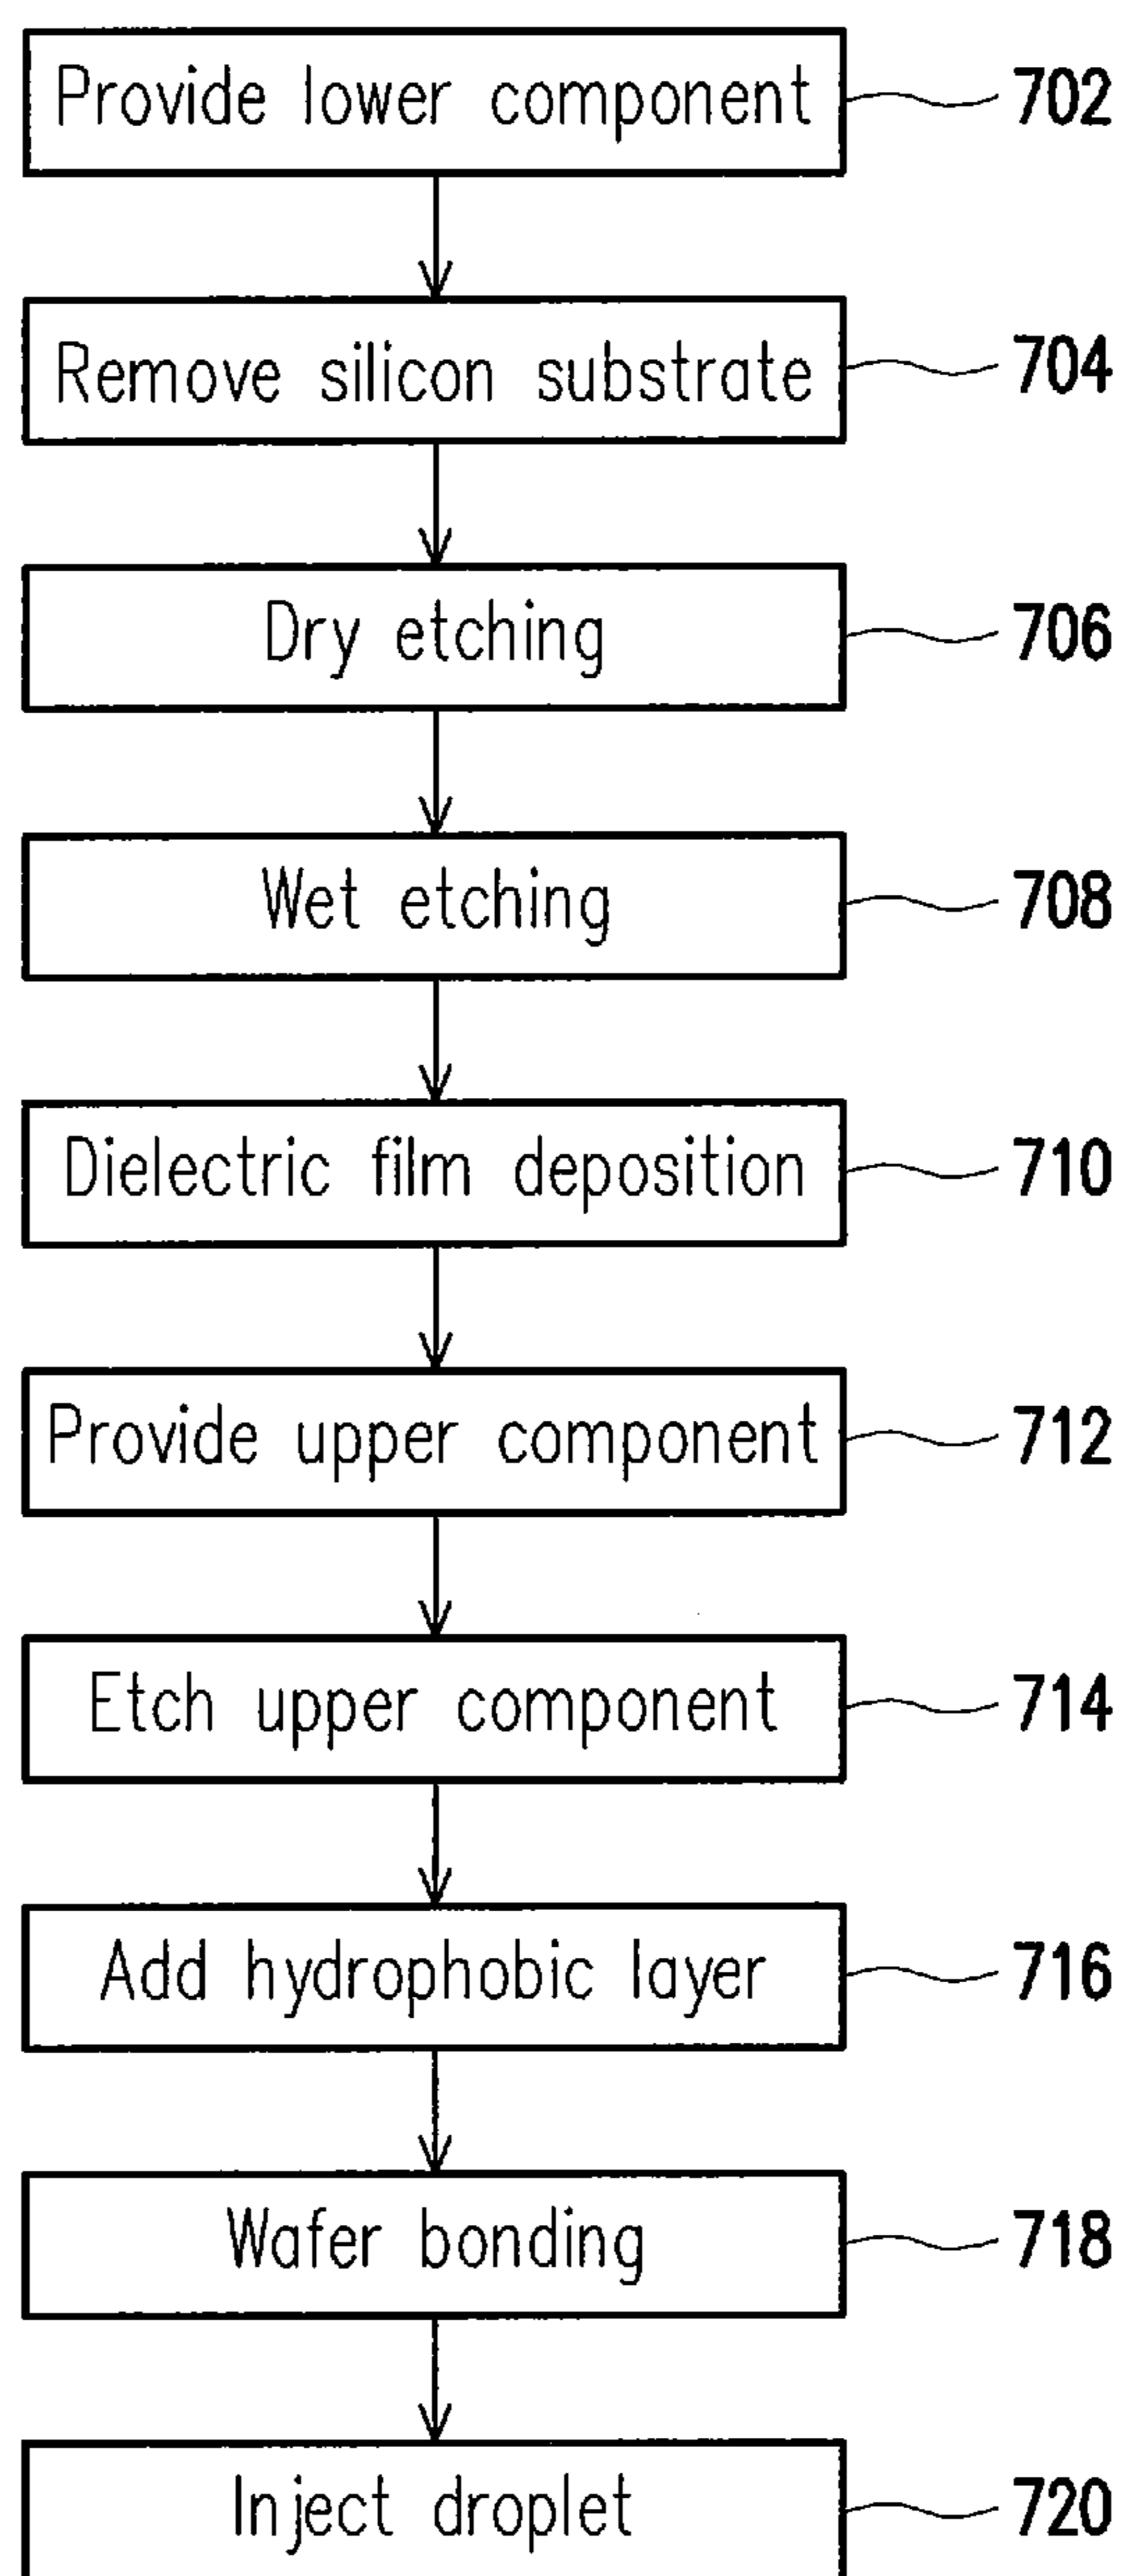 Provide lower component 702
Remove silicon substrate 704
Dry etching 706
Wet etching 708
Dielectric film deposition 710
Provide upper component 712
Etch upper component 714
Add hydrophobic layer 716
Wafer bonding 718
Inject droplet 720